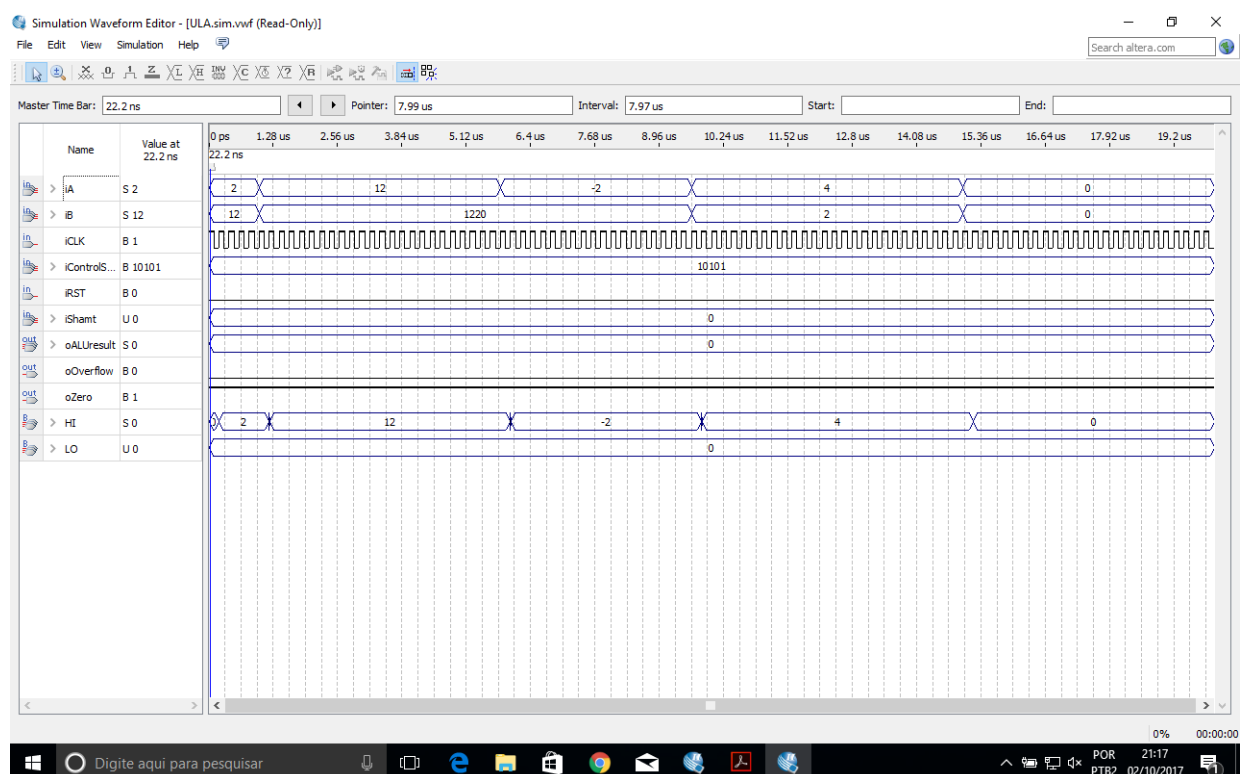 Simulation Waveform Editor - [ULA.sim.vwf (Read-Only)]
File Edit View Simulation Help
Search altera.com
Master Time Bar: 22.2 ns Pointer: 7.99 us Interval: 7.97 us Start: End:
Name Value at 22.2 ns
0 ps 1.28 us 2.56 us 3.84 us 5.12 us 6.4 us 7.68 us 8.96 us 10.24 us 11.52 us 12.8 us 14.08 us 15.36 us 16.64 us 17.92 us 19.2 us
22.2 ns
iA S 2 2 12 -2 4 0
iB S 12 12 1220 2 0
iCLK B 1
iControlS... B 10101 10101
iRST B 0
iShamt U 0 0
oALUresult S 0 0
oOverflow B 0
oZero B 1
HI S 0 2 12 -2 4 0
LO U 0 0
0% 00:00:00
Digite aqui para pesquisar
POR 21:17
PTB2 02/10/2017